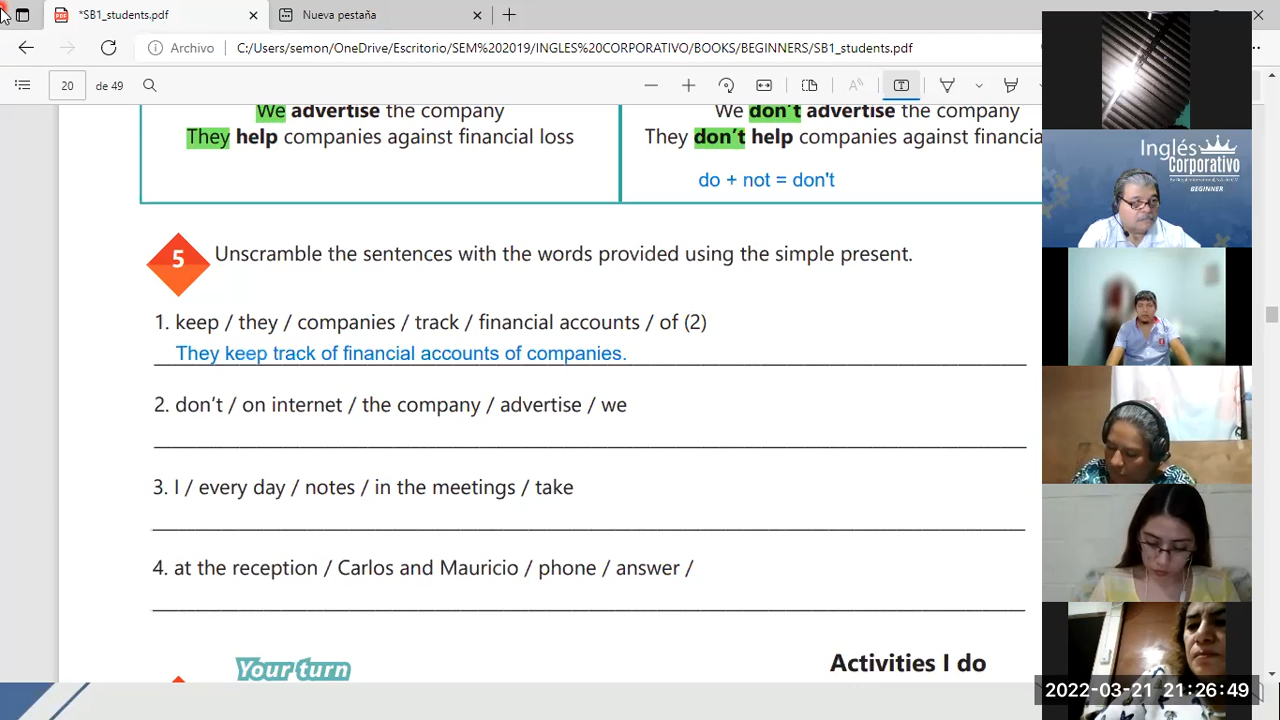 *SB1_students.pdf
Nueva pestaña
Archivo C:/Users/semon/OneDrive/Escritorio/SEM%202019/INGLES%20CORPORATIVO/BOOKS/BEGINNERS/SB1_students.pdf
20 de 49
We advertise the company We don't advertise the company
They help companies against financial loss They don't help companies against financia
do + not = don't
5 Unscramble the sentences with the words provided using the simple present.
1. keep / they / companies / track / financial accounts / of (2)
They keep track of financial accounts of companies.
2. don't / on internet / the company / advertise / we
3. I / every day / notes / in the meetings / take
4. at the reception / Carlos and Mauricio / phone / answer /
Your turn
Activities I do
Inglés
Corporativo
BEGINNER
2022-03-21 21:26:49